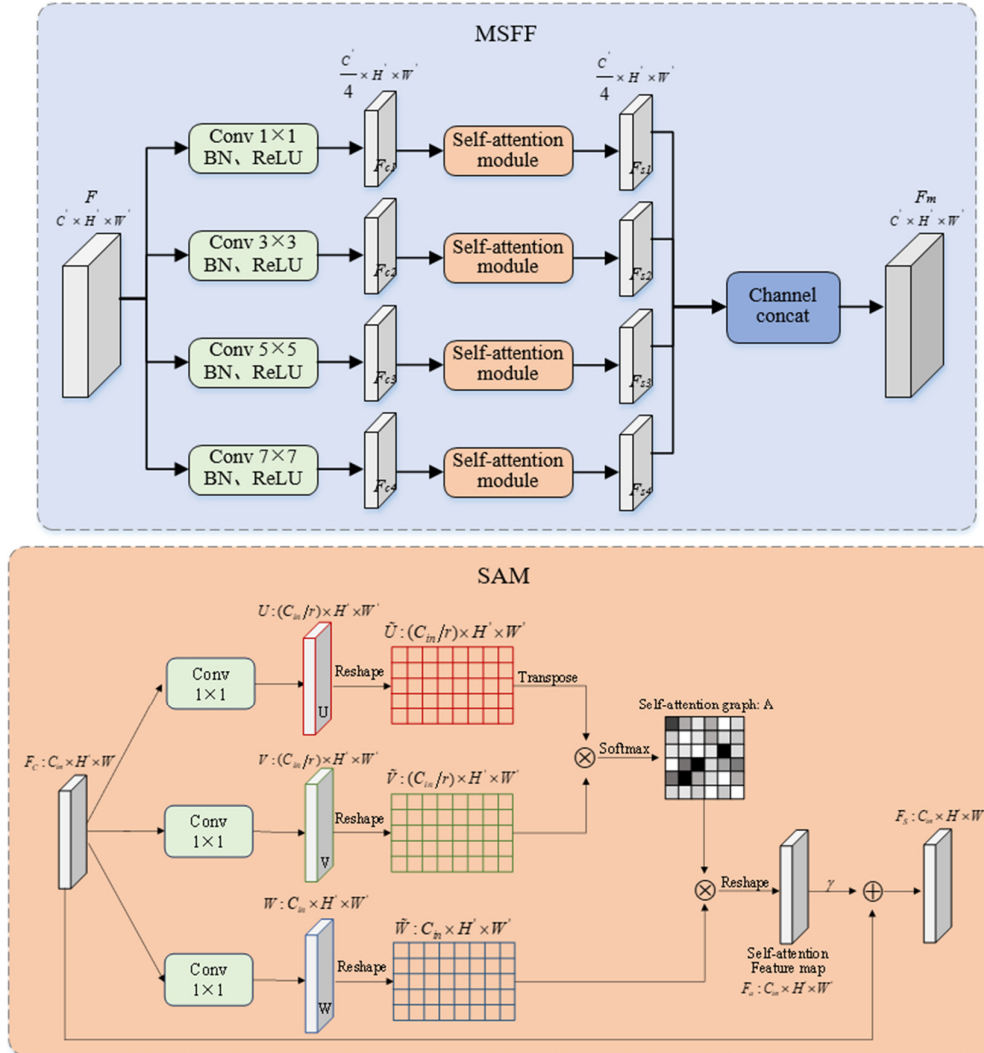 MSFF
C' × H' × W'
4
C' × H' × W'
4
Conv 1×1
BN、ReLU
Fc1
Self-attention
module
Fs1
F
C' × H' × W'
Conv 3×3
BN、ReLU
Fc2
Self-attention
module
Fs2
Fm
C' × H' × W'
Channel
concat
Conv 5×5
BN、ReLU
Fc3
Self-attention
module
Fs3
Conv 7×7
BN、ReLU
Fc4
Self-attention
module
Fs4
SAM
U:(Cin/r)×H'×W'
Ũ:(Cin/r)×H'×W'
Conv
1×1
Reshape
Transpose
U
Self-attention graph: A
Softmax
FC:Cin×H'×W'
V:(Cin/r)×H'×W'
Ṽ:(Cin/r)×H'×W'
Conv
1×1
Reshape
V
FS:Cin×H'×W'
Reshape
γ
W:Cin×H'×W'
W̃:Cin×H'×W'
Conv
1×1
Reshape
W
Self-attention
Feature map
Fa:Cin×H'×W'